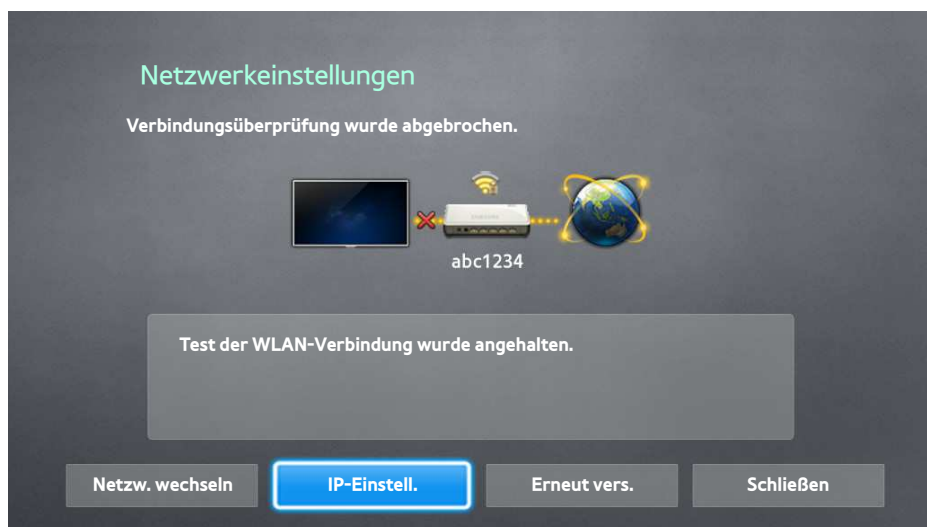 Netzwerkeinstellungen
Verbindungsüberprüfung wurde abgebrochen.
abc1234
Test der WLAN-Verbindung wurde angehalten.
Netzw. wechseln
IP-Einstell.
Erneut vers.
Schließen